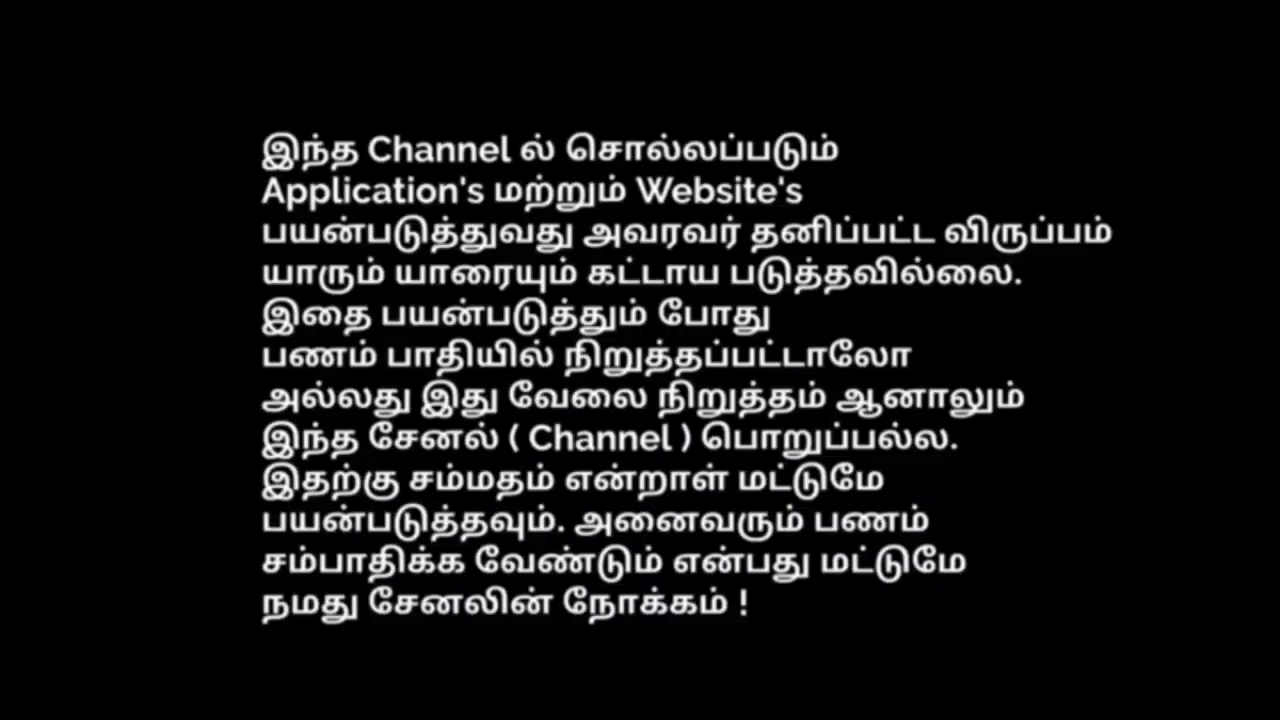 இந்த Channel ல் சொல்லப்படும்
Application's மற்றும் Website's
பயன்படுத்துவது அவரவர் தனிப்பட்ட விருப்பம்
யாரும் யாரையும் கட்டாய படுத்தவில்லை.
இதை பயன்படுத்தும் போது
பணம் பாதியில் நிறுத்தப்பட்டாலோ
அல்லது இது வேலை நிறுத்தம் ஆனாலும்
இந்த சேனல் ( Channel ) பொறுப்பல்ல.
இதற்கு சம்மதம் என்றாள் மட்டுமே
பயன்படுத்தவும். அனைவரும் பணம்
சம்பாதிக்க வேண்டும் என்பது மட்டுமே
நமது சேனலின் நோக்கம் !